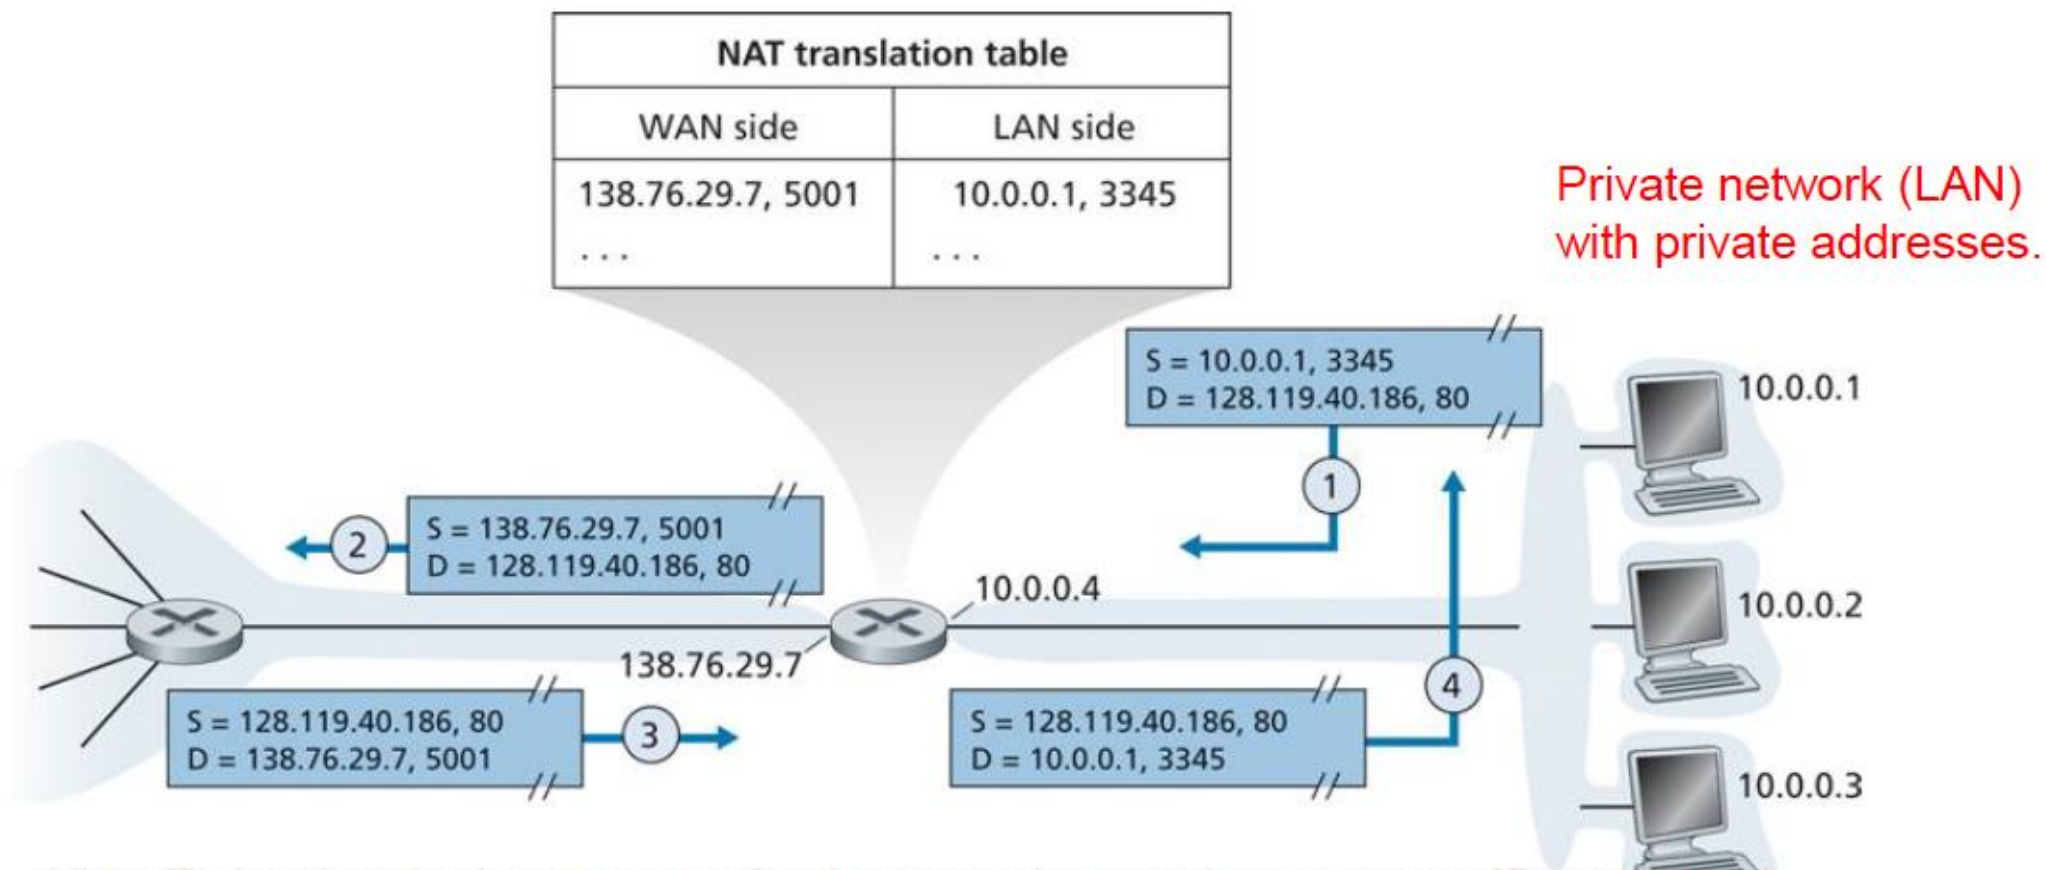 NAT translation table
WAN side LAN side
138.76.29.7, 5001 10.0.0.1, 3345
. . . . . .
Private network (LAN)
with private addresses.
S = 10.0.0.1, 3345
D = 128.119.40.186, 80
10.0.0.1
1
2
S = 138.76.29.7, 5001
D = 128.119.40.186, 80
10.0.0.4
10.0.0.2
138.76.29.7
4
S = 128.119.40.186, 80
D = 138.76.29.7, 5001
3
S = 128.119.40.186, 80
D = 10.0.0.1, 3345
10.0.0.3